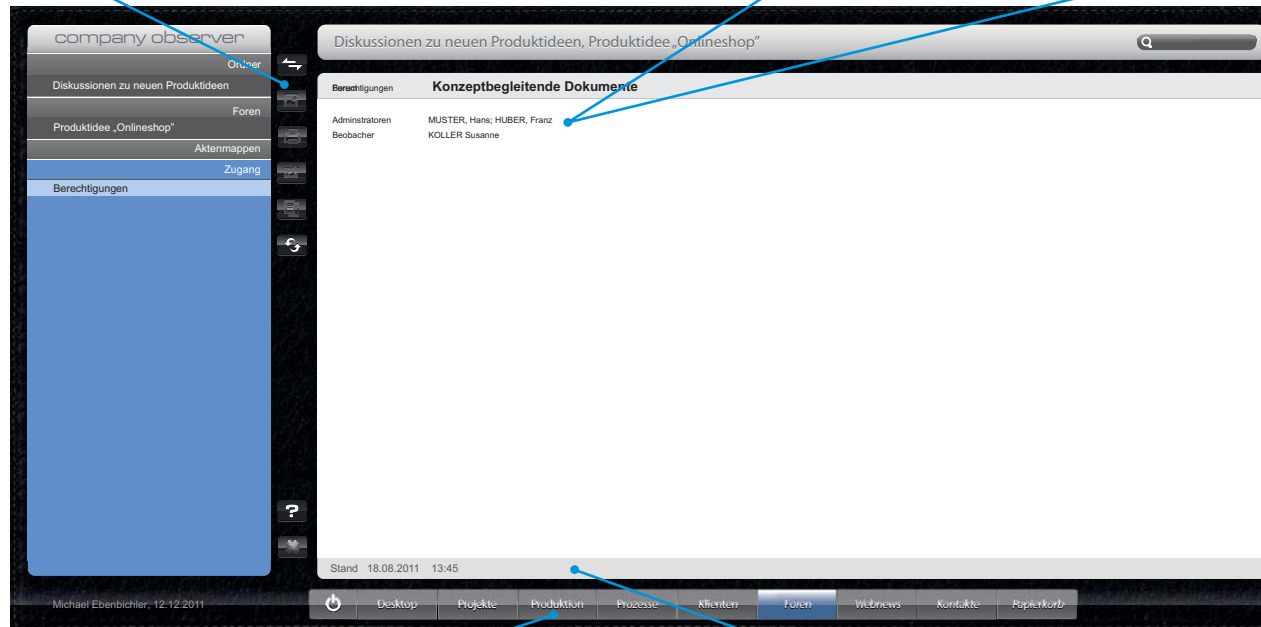 company observer
Ordner
Diskussionen zu neuen Produktideen
Foren
Produktidee „Onlineshop”
Aktenmappen
Zugang
Berechtigungen
Diskussionen zu neuen Produktideen, Produktidee „Onlineshop”
Konzeptbegleitende Dokumente
Adminstratoren MUSTER, Hans; HUBER, Franz
Beobacher KOLLER Susanne
?
Stand 18.08.2011 13:45
Michael Ebenbichler, 12.12.2011
Desktop Projekte Produktion Prozesse Klienten Foren Webnews Kontakte Papierkorb